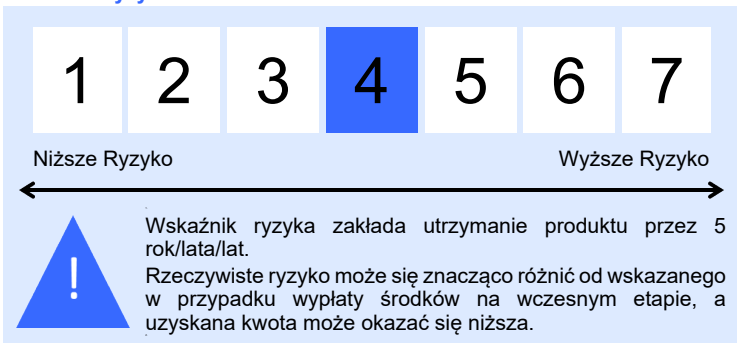 1 2 3 4 5 6 7
Niższe Ryzyko Wyższe Ryzyko
!
Wskaźnik ryzyka zakłada utrzymanie produktu przez 5
rok/lata/lat.
Rzeczywiste ryzyko może się znacząco różnić od wskazanego
w przypadku wypłaty środków na wczesnym etapie, a
uzyskana kwota może okazać się niższa.